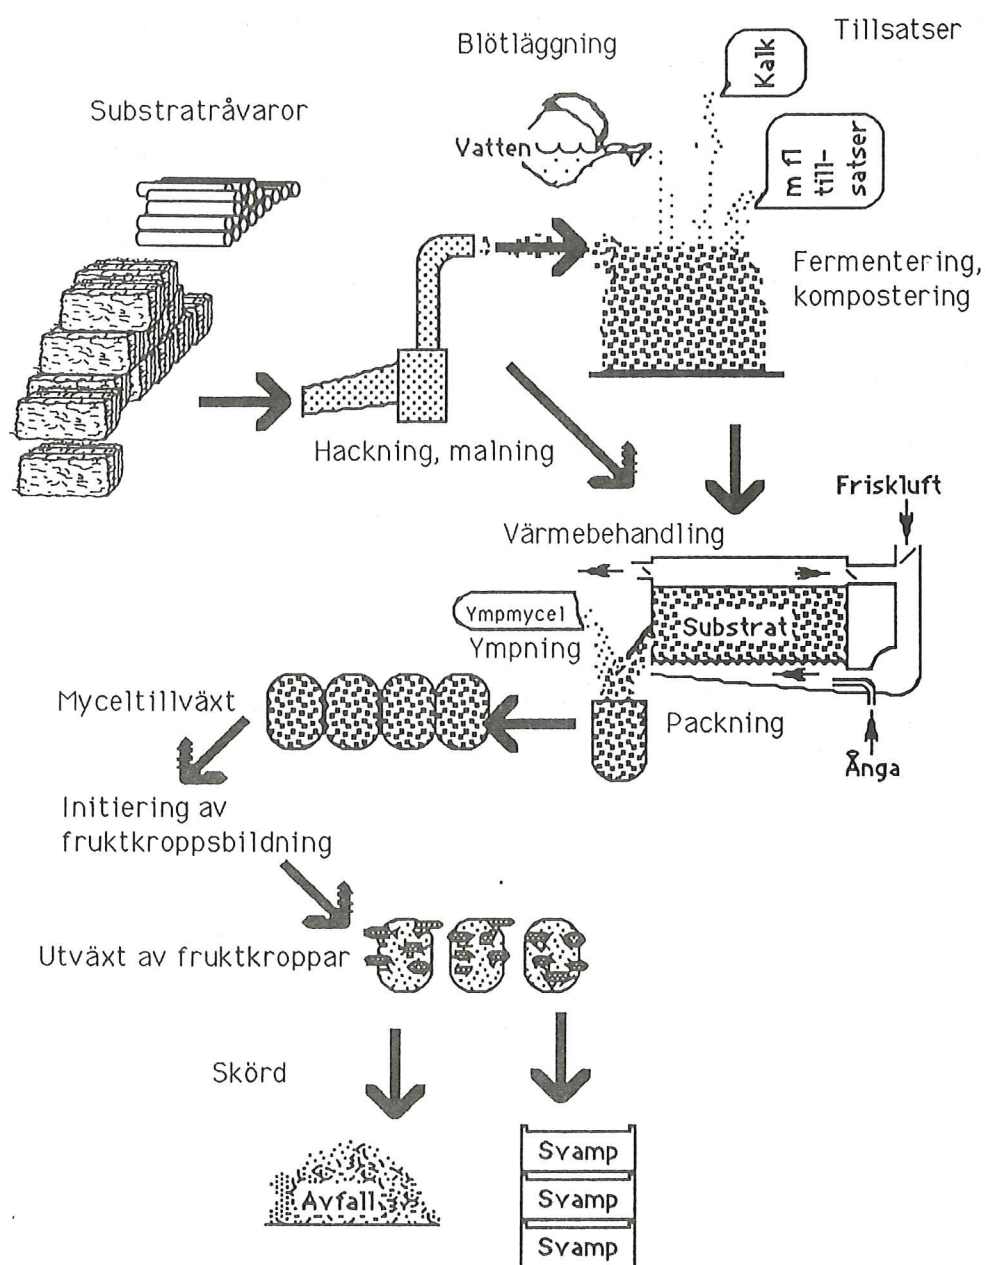 Tillsatser
Blötläggning
Kalk
Substratråvaror
Vatten
m fl
till-
satser
Fermentering,
kompostering
Hackning, malning
Friskluft
Värmebehandling
Ympmycel
Substrat
Ympning
Myceltillväxt
Packning
Ånga
Initiering av
fruktkroppsbildning
Utväxt av fruktkroppar
Skörd
Svamp
Avfall
Svamp
Svamp